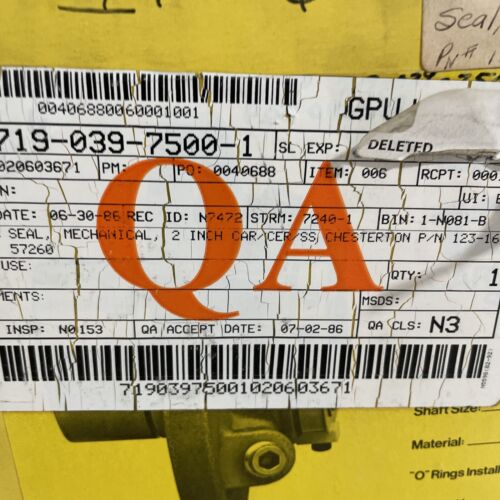 Seal,
PN# 1
0040688060060001001
GPU
719-039-7500-1 SL EXP: DELETED
020603671 PM: PO: 0040688 ITEM: 006 RCPT: 000
N: UI: E
DATE: 06-30-86 REC ID: N7472 STRM: 7240-1 BIN: 1-N081-B
SEAL, MECHANICAL, 2 INCH CAR/CER/SS CHESTERTON P/N 123-16
57260
USE:
QTY: 1
MENTS: MSDS:
INSP: N0153 QA ACCEPT DATE: 07-02-86 QA CLS: N3
QA
71903975001020603671
Shaft Size:
Material:
"O" Rings Install